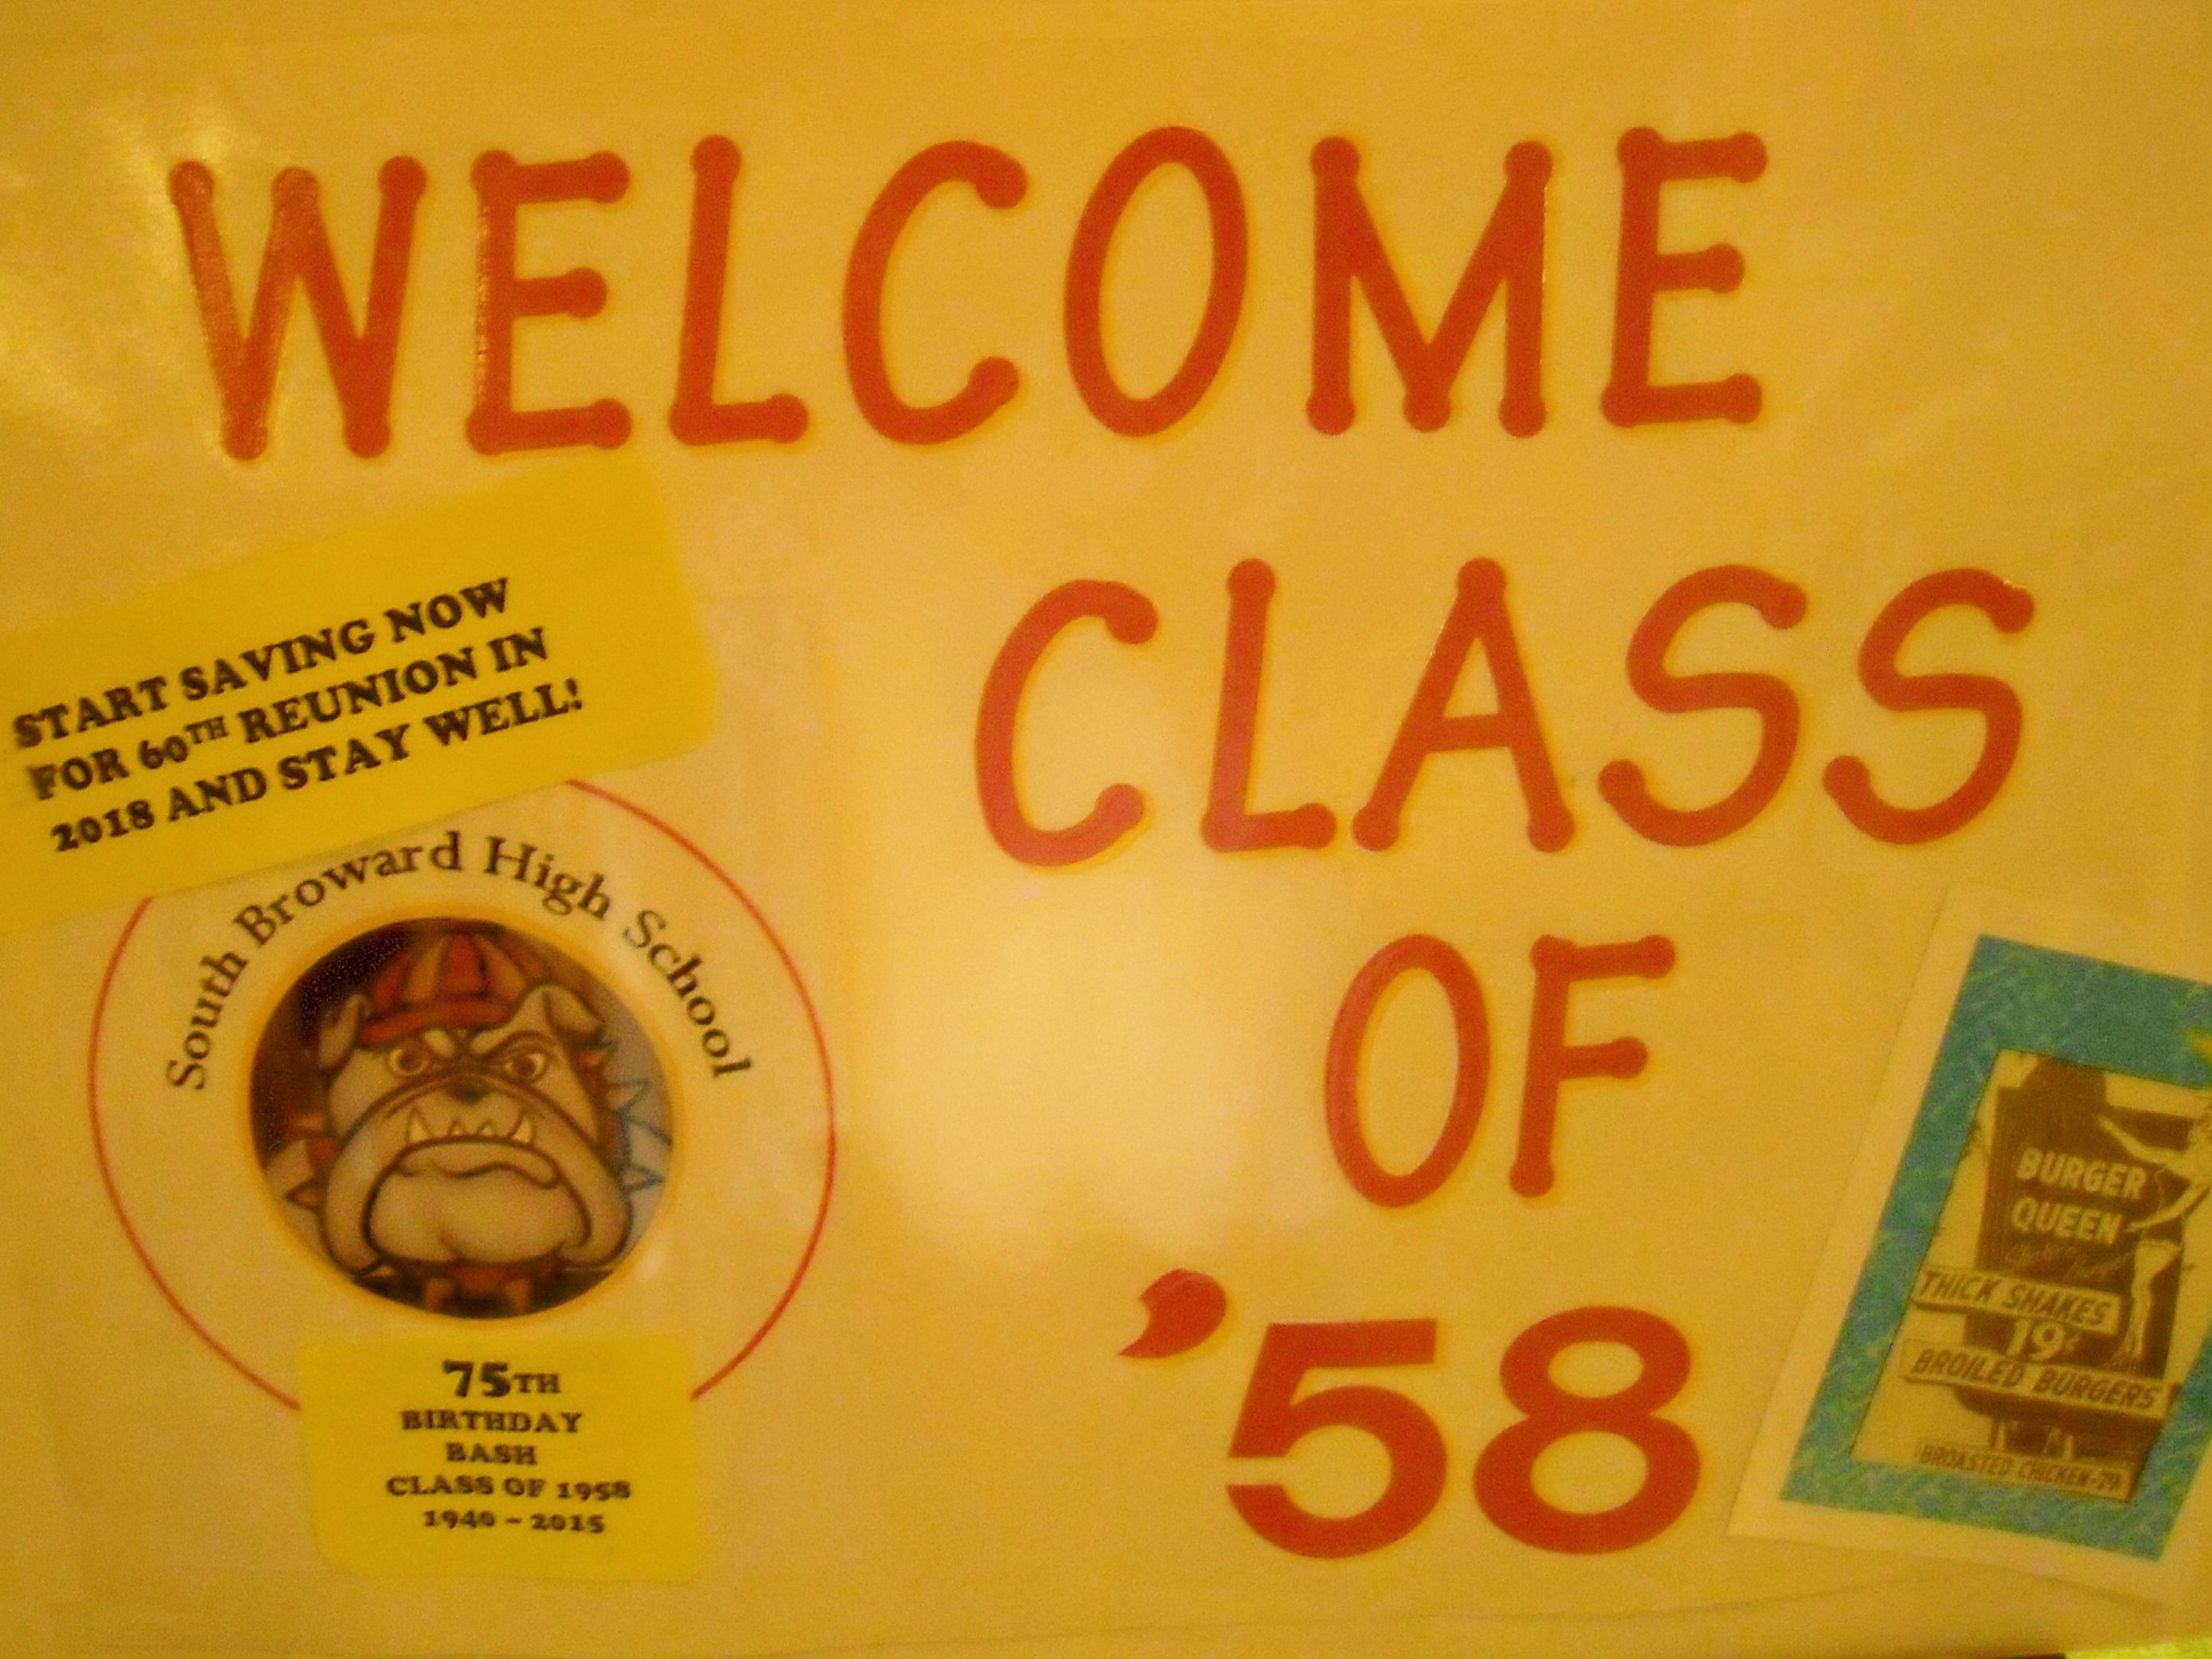 WELCOME
CLASS
OF
'58
START SAVING NOW
FOR 60TH REUNION IN
2018 AND STAY WELL!
South Broward High School
75TH
BIRTHDAY
BASH
CLASS OF 1958
1940 – 2015
BURGER
QUEEN
THICK SHAKES
19¢
BROILED BURGERS
BROASTED CHICKEN-79